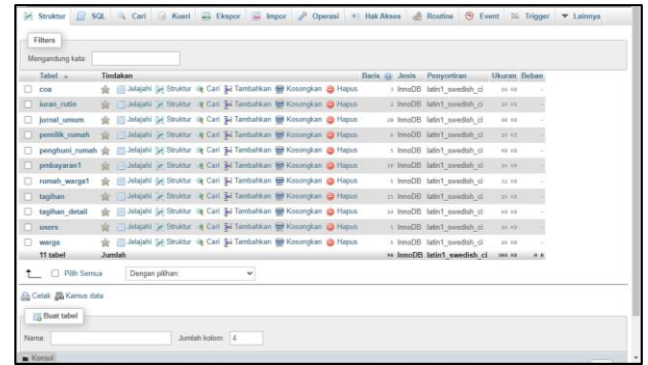 Struktur SQL Cari Kueri Ekspor Impor Operasi Hak Akses Routine Event Trigger Lainnya
Filters
Mengandung kata:
Tabel Tindakan Baris Jenis Penyortiran Ukuran Beban
coa Jelajahi Struktur Cari Tambahkan Kosongkan Hapus InnoDB latin1_swedish_ci -
iuran_rutin Jelajahi Struktur Cari Tambahkan Kosongkan Hapus InnoDB latin1_swedish_ci -
jurnal_umum Jelajahi Struktur Cari Tambahkan Kosongkan Hapus InnoDB latin1_swedish_ci -
pemilik_rumah Jelajahi Struktur Cari Tambahkan Kosongkan Hapus InnoDB latin1_swedish_ci -
penghuni_rumah Jelajahi Struktur Cari Tambahkan Kosongkan Hapus InnoDB latin1_swedish_ci -
pmbayaran1 Jelajahi Struktur Cari Tambahkan Kosongkan Hapus InnoDB latin1_swedish_ci -
rumah_warga1 Jelajahi Struktur Cari Tambahkan Kosongkan Hapus InnoDB latin1_swedish_ci -
tagihan Jelajahi Struktur Cari Tambahkan Kosongkan Hapus InnoDB latin1_swedish_ci -
tagihan_detail Jelajahi Struktur Cari Tambahkan Kosongkan Hapus InnoDB latin1_swedish_ci -
users Jelajahi Struktur Cari Tambahkan Kosongkan Hapus InnoDB latin1_swedish_ci -
warga Jelajahi Struktur Cari Tambahkan Kosongkan Hapus InnoDB latin1_swedish_ci -
11 tabel Jumlah InnoDB latin1_swedish_ci
Pilih Semua Dengan pilihan:
Cetak Kamus data
Buat tabel
Nama: Jumlah kolom: 4
Konsol